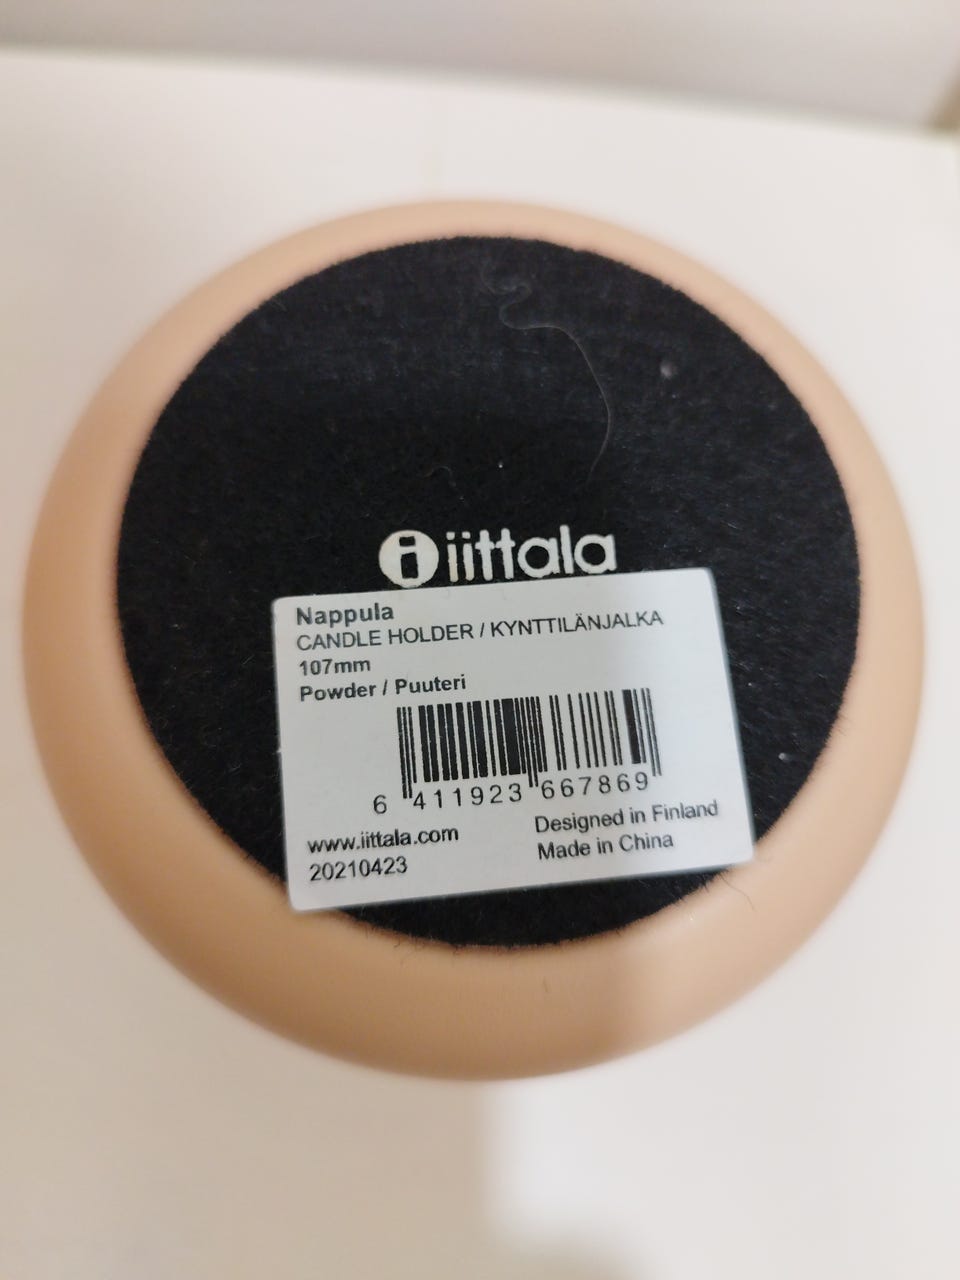 iittala
Nappula
CANDLE HOLDER / KYNTTILÄNJALKA
107mm
Powder / Puuteri
6 411923 667869
www.iittala.com
20210423
Designed in Finland
Made in China